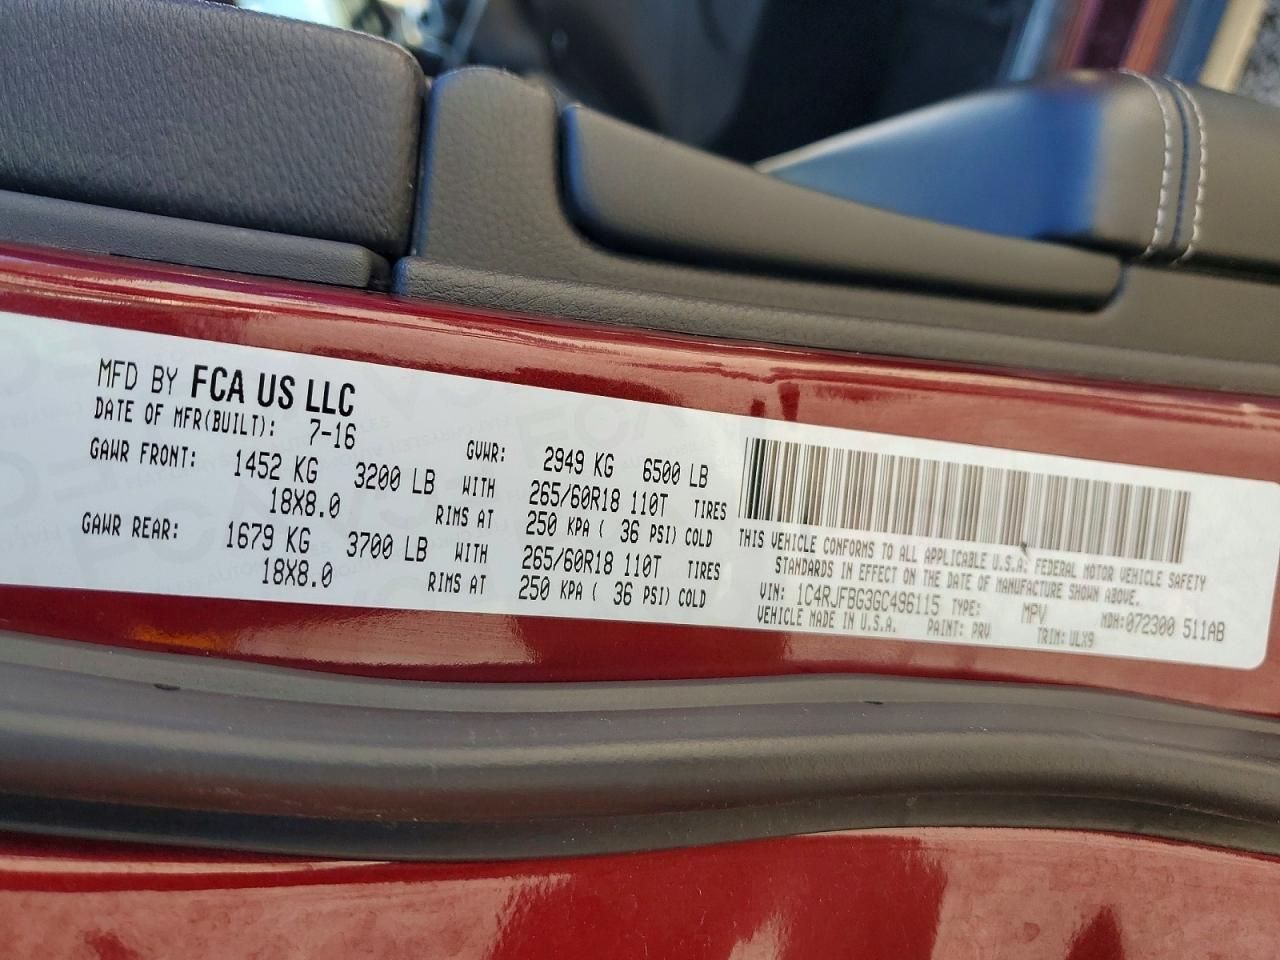 MFD BY FCA US LLC
DATE OF MFR(BUILT): 7-16
GAWR FRONT: 1452 KG 3200 LB WITH
18X8.0 RIMS AT
GAWR REAR: 1679 KG 3700 LB WITH
18X8.0 RIMS AT
GVWR: 2949 KG 6500 LB
265/60R18 110T TIRES
250 KPA ( 36 PSI) COLD
265/60R18 110T TIRES
250 KPA ( 36 PSI) COLD
THIS VEHICLE CONFORMS TO ALL APPLICABLE U.S.A. FEDERAL MOTOR VEHICLE SAFETY
STANDARDS IN EFFECT ON THE DATE OF MANUFACTURE SHOWN ABOVE.
VIN: 1C4RJFBG3GC496115 TYPE: MPV MDH:072300 511AB
VEHICLE MADE IN U.S.A. PAINT: PRV TRIM: ULX9